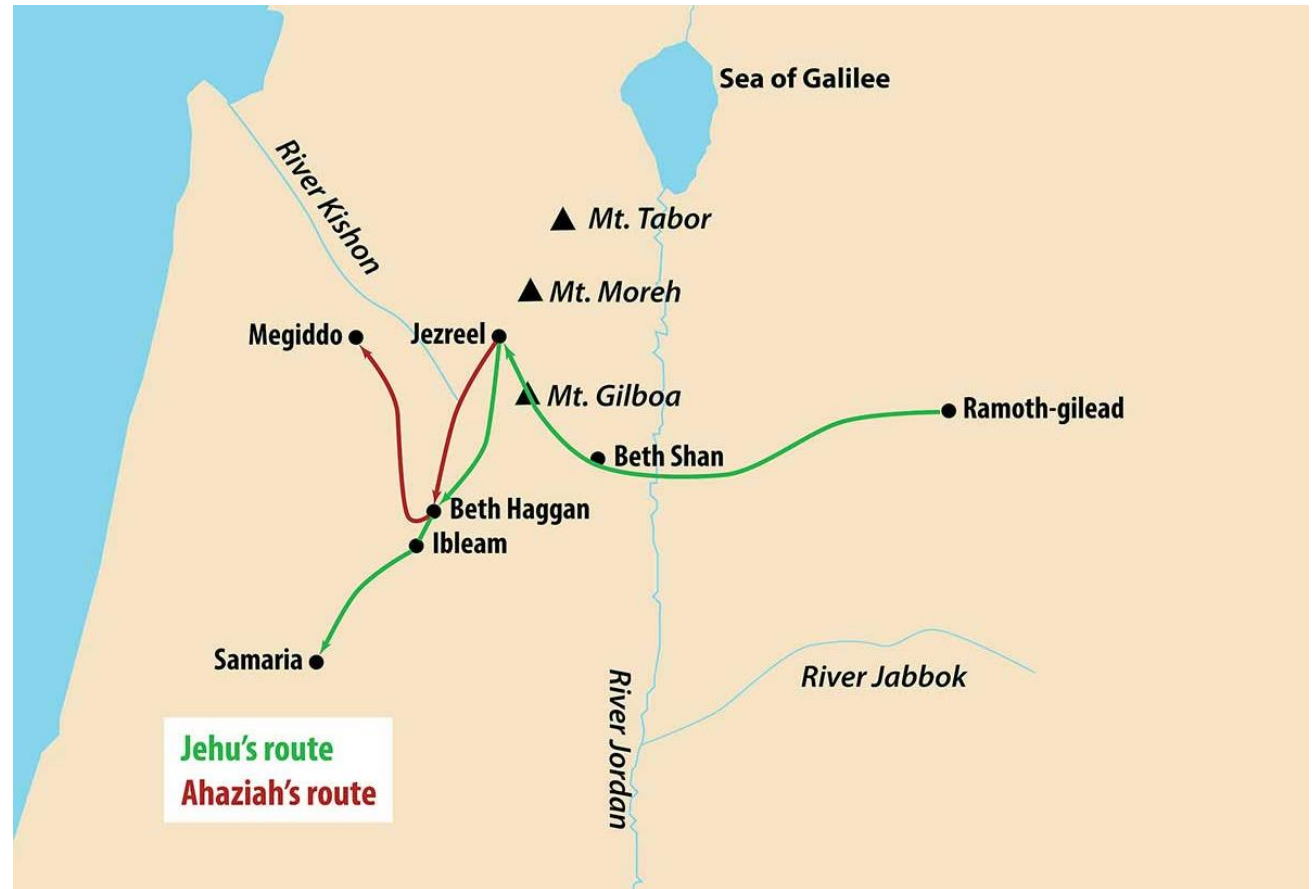 Sea of Galilee
River Kishon
Mt. Tabor
Mt. Moreh
Megiddo
Jezreel
Mt. Gilboa
Ramoth-gilead
Beth Shan
Beth Haggan
Ibleam
Samaria
River Jabbok
River Jordan
Jehu's route
Ahaziah's route